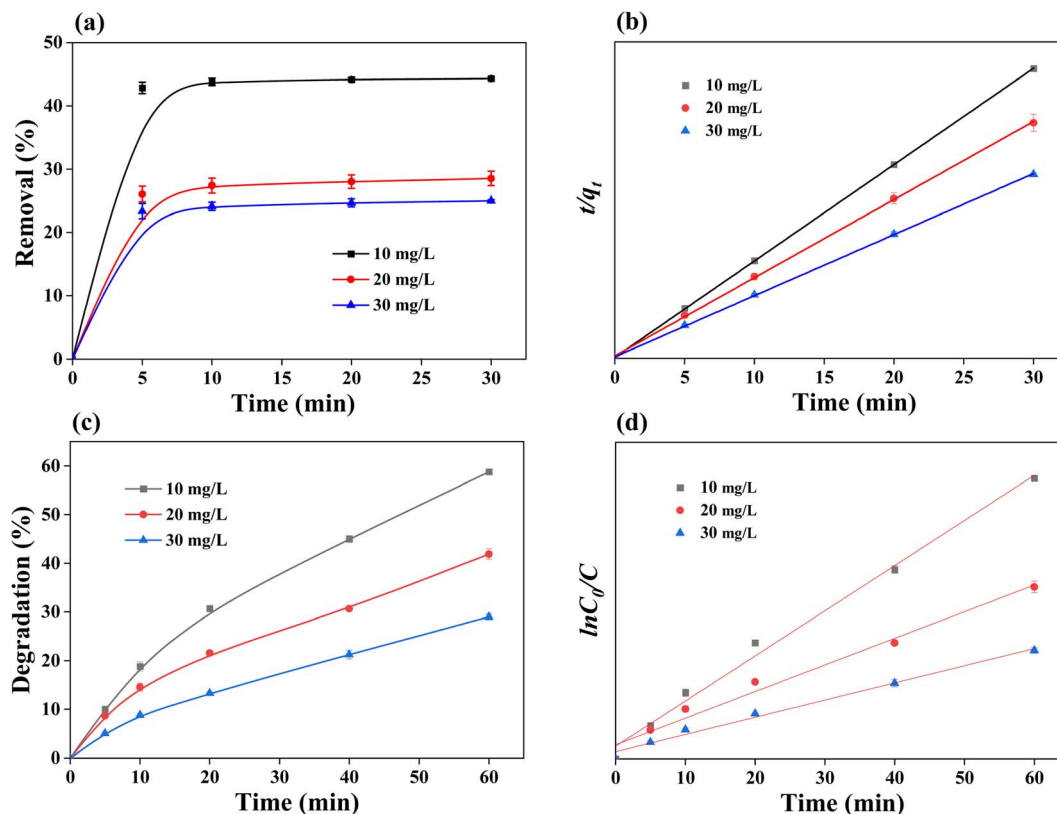 (a)
50
40
30
20
10
0
Removal (%)
10 mg/L
20 mg/L
30 mg/L
0 5 10 15 20 25 30
Time (min)
(b)
t/qt
10 mg/L
20 mg/L
30 mg/L
0 5 10 15 20 25 30
Time (min)
(c)
60
50
40
30
20
10
0
Degradation (%)
10 mg/L
20 mg/L
30 mg/L
0 10 20 30 40 50 60
Time (min)
(d)
lnC0/C
10 mg/L
20 mg/L
30 mg/L
0 10 20 30 40 50 60
Time (min)